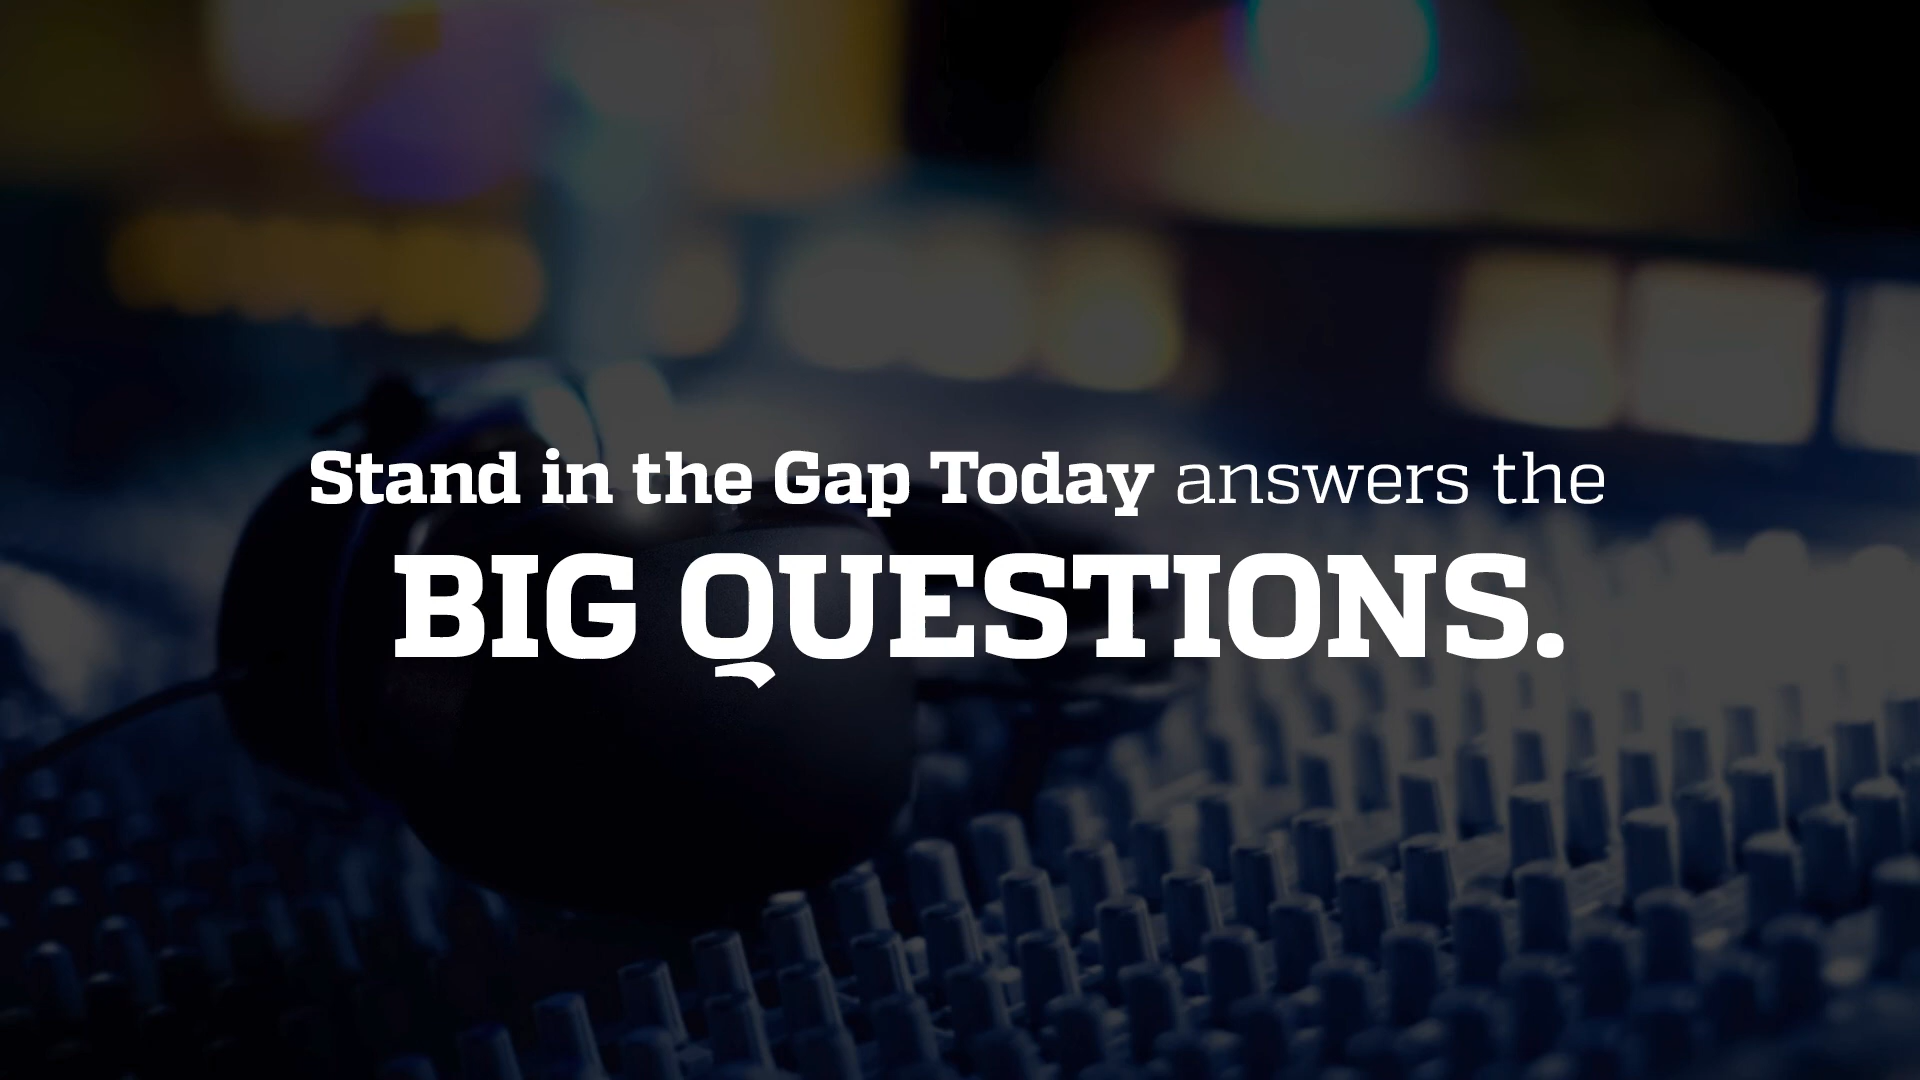 Stand in the Gap Today answers the
BIG QUESTIONS.